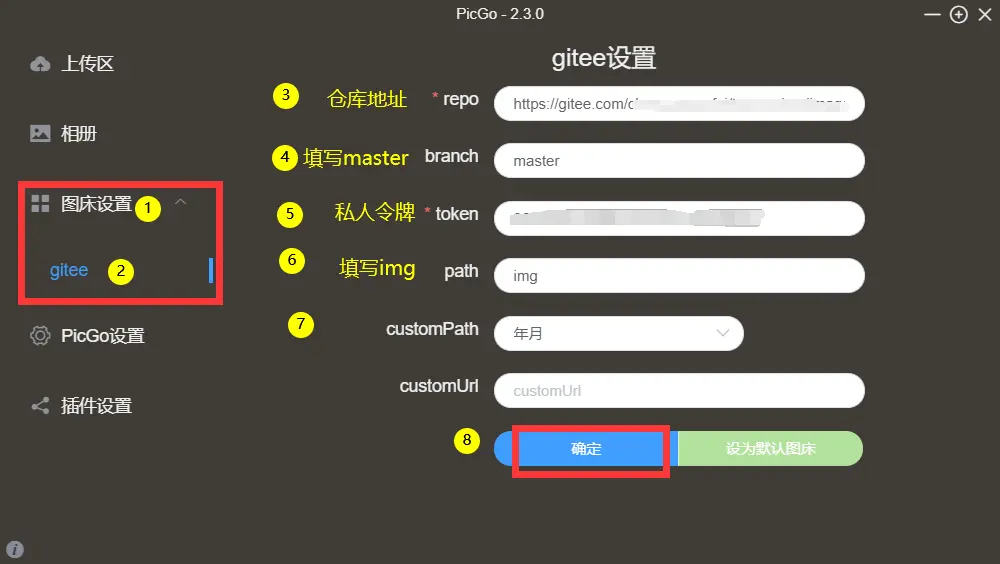 PicGo - 2.3.0
上传区
相册
图床设置 1
gitee 2
PicGo设置
插件设置
gitee设置
3 仓库地址 * repo https://gitee.com/
4 填写master branch master
5 私人令牌 * token
6 填写img path img
7 customPath 年月
customUrl customUrl
8 确定 设为默认图床